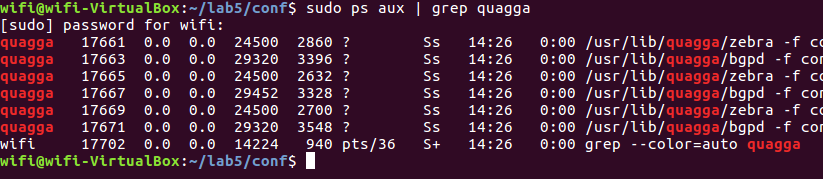 wifi@wifi-VirtualBox:~/lab5/conf$ sudo ps aux | grep quagga
[sudo] password for wifi:
quagga   17661  0.0  0.0  24500  2860 ?        Ss   14:26   0:00 /usr/lib/quagga/zebra -f co
quagga   17663  0.0  0.0  29320  3396 ?        Ss   14:26   0:00 /usr/lib/quagga/bgpd -f con
quagga   17665  0.0  0.0  24500  2632 ?        Ss   14:26   0:00 /usr/lib/quagga/zebra -f co
quagga   17667  0.0  0.0  29452  3328 ?        Ss   14:26   0:00 /usr/lib/quagga/bgpd -f con
quagga   17669  0.0  0.0  24500  2700 ?        Ss   14:26   0:00 /usr/lib/quagga/zebra -f co
quagga   17671  0.0  0.0  29320  3548 ?        Ss   14:26   0:00 /usr/lib/quagga/bgpd -f con
wifi     17702  0.0  0.0  14224   940 pts/36   S+   14:26   0:00 grep --color=auto quagga
wifi@wifi-VirtualBox:~/lab5/conf$